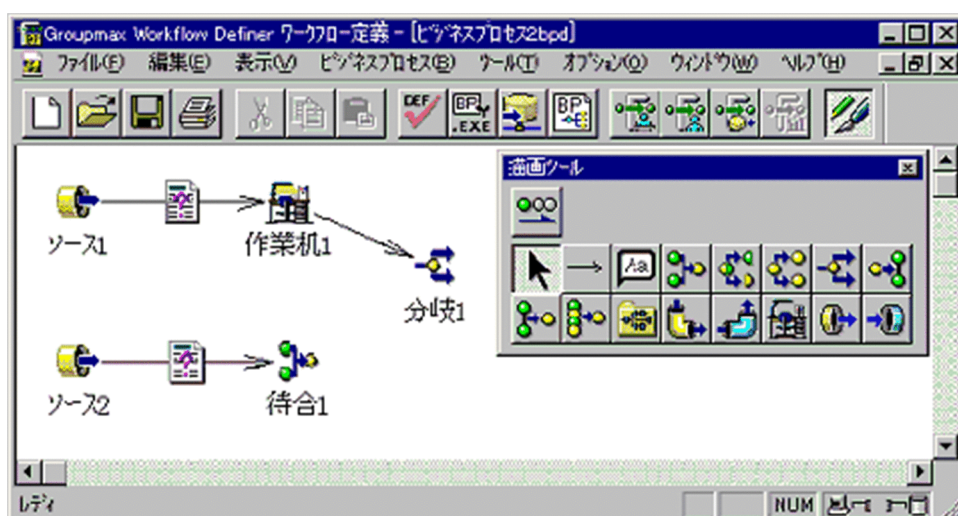 Groupmax Workflow Definer ワークフロー定義 - [ビジネスプロセス2bpd]
ファイル(F) 編集(E) 表示(V) ビジネスプロセス(B) ツール(T) オプション(O) ウィンドウ(W) ヘルプ(H)
DEF BP .EXE BP
描画ツール
Aa
ソース1
作業机1
分岐1
ソース2
待合1
レディ
NUM